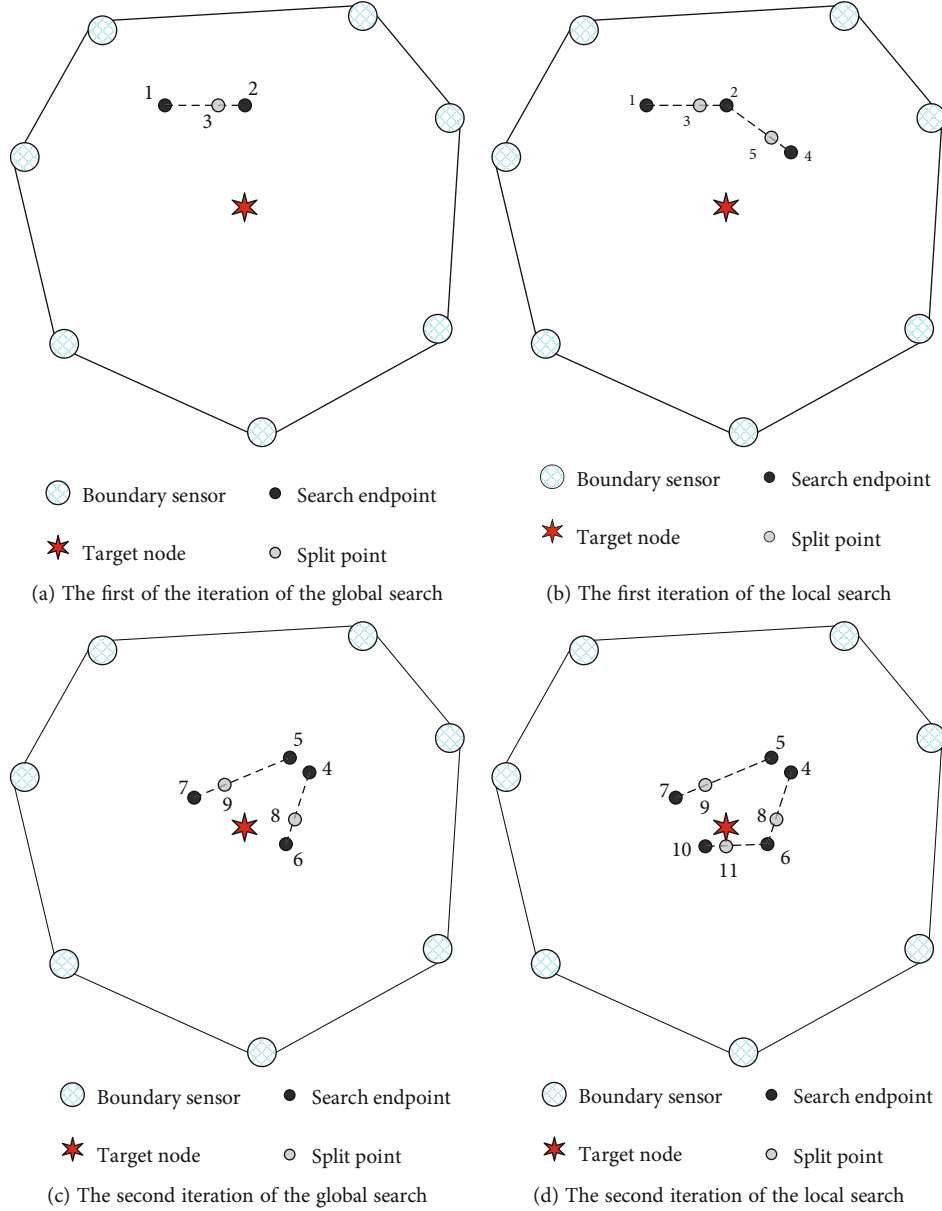 1
2
3
Boundary sensor
Search endpoint
Target node
Split point
(a) The first of the iteration of the global search
1
2
3
5
4
Boundary sensor
Search endpoint
Target node
Split point
(b) The first iteration of the local search
5
4
7
9
8
6
Boundary sensor
Search endpoint
Target node
Split point
(c) The second iteration of the global search
5
4
7
9
8
10
11
6
Boundary sensor
Search endpoint
Target node
Split point
(d) The second iteration of the local search